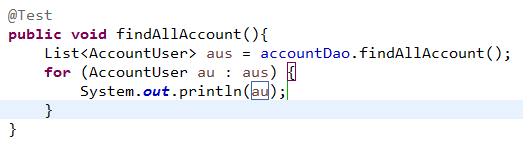 @Test
public void findAllAccount(){
    List<AccountUser> aus = accountDao.findAllAccount();
    for (AccountUser au : aus) {
        System.out.println(au);
    }
}